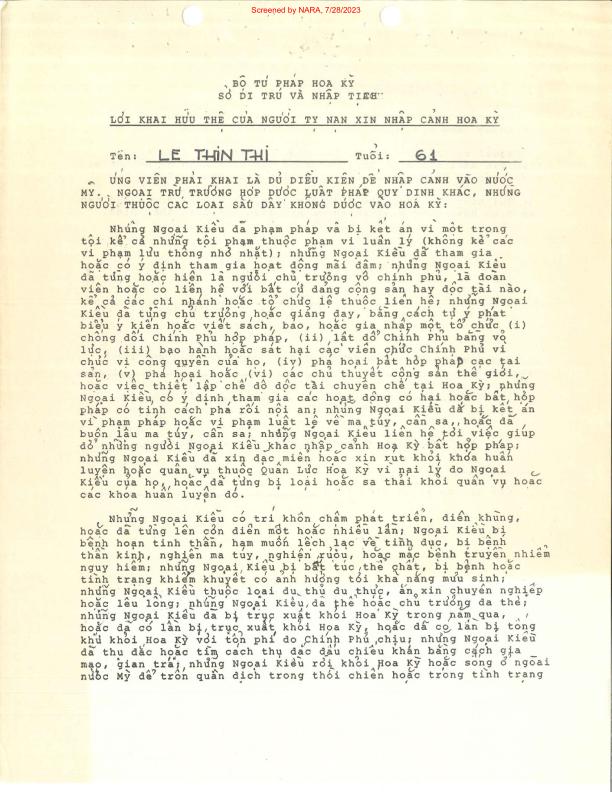 Screened by NARA, 7/28/2023
BỘ TƯ PHÁP HOA KỲ
SỞ DI TRÚ VÀ NHẬP TỊCH
LỜI KHAI HỮU THỆ CỦA NGƯỜI TỴ NẠN XIN NHẬP CẢNH HOA KỲ
Tên: LE THIN THI Tuổi: 61
ỨNG VIÊN PHẢI KHAI LÀ ĐỦ ĐIỀU KIỆN ĐỂ NHẬP CẢNH VÀO NƯỚC
MỸ. NGOẠI TRỪ TRƯỜNG HỢP ĐƯỢC LUẬT PHÁP QUY ĐỊNH KHÁC, NHỮNG
NGƯỜI THUỘC CÁC LOẠI SAU ĐÂY KHÔNG ĐƯỢC VÀO HOA KỲ:
Những Ngoại Kiều đã phạm pháp và bị kết án vì một trong
tội kể cả những tội phạm thuộc phạm vi luân lý (không kể các
vi phạm lưu thông nhỏ nhặt); những Ngoại Kiều đã tham gia
hoặc có ý định tham gia hoạt động mãi dâm; những Ngoại Kiều
đã từng hoặc hiện là người chủ trương vô chính phủ, là đoàn
viên hoặc có liên hệ với bất cứ đảng cộng sản hay độc tài nào,
kể cả các chi nhánh hoặc tổ chức lệ thuộc liên hệ; những Ngoại
Kiều đã từng chủ trương hoặc giảng dạy, bằng cách tự ý phát
biểu ý kiến hoặc viết sách, báo, hoặc gia nhập một tổ chức (i)
chống đối Chính Phủ hợp pháp, (ii) lật đổ Chính Phủ bằng võ
lực, (iii) bạo hành hoặc sát hại các viên chức Chính Phủ vì
chức vị công quyền của họ, (iv) phá hoại bất hợp pháp các tài
sản, (v) phá hoại hoặc (vi) các chủ thuyết cộng sản thế giới,
hoặc việc thiết lập chế độ độc tài chuyên chế tại Hoa Kỳ; những
Ngoại Kiều có ý định tham gia các hoạt động có hại hoặc bất hợp
pháp có tính cách phá rối nội an; những Ngoại Kiều đã bị kết án
vì phạm pháp hoặc vi phạm luật lệ về ma túy, cần sa, hoặc đã
buôn lậu ma túy, cần sa; những Ngoại Kiều liên hệ tới việc giúp
đỡ những người Ngoại Kiều khác nhập cảnh Hoa Kỳ bất hợp pháp;
những Ngoại Kiều đã xin đặc miễn hoặc xin rút khỏi khóa huấn
luyện hoặc quân vụ thuộc Quân Lực Hoa Kỳ vì nại lý do Ngoại
Kiều của họ, hoặc đã từng bị loại hoặc sa thải khỏi quân vụ hoặc
các khóa huấn luyện đó.
Những Ngoại Kiều có trí khôn chậm phát triển, điên khùng,
hoặc đã từng lên cơn điên một hoặc nhiều lần; Ngoại Kiều bị
bệnh hoạn tinh thần, ham muốn lệch lạc về tình dục, bị bệnh
thần kinh, nghiện ma túy, nghiện rượu, hoặc mắc bệnh truyền nhiễm
nguy hiểm; những Ngoại Kiều bị bất túc thể chất, bị bệnh hoặc
tình trạng khiếm khuyết có ảnh hưởng tới khả năng mưu sinh;
những Ngoại Kiều thuộc loại du thủ du thực, ăn xin chuyên nghiệp
hoặc lêu lổng; những Ngoại Kiều đa thê hoặc chủ trương đa thê;
những Ngoại Kiều đã bị trục xuất khỏi Hoa Kỳ trong năm qua,
hoặc đã có lần bị trục xuất khỏi Hoa Kỳ, hoặc đã có lần bị tống
khứ khỏi Hoa Kỳ với tổn phí do Chính Phủ chịu; những Ngoại Kiều
đã thủ đắc hoặc tìm cách thủ đắc dấu chiếu khán bằng cách giả
mạo, gian trá; những Ngoại Kiều rời khỏi Hoa Kỳ hoặc sống ở ngoài
nước Mỹ để trốn quân dịch trong thời chiến hoặc trong tình trạng